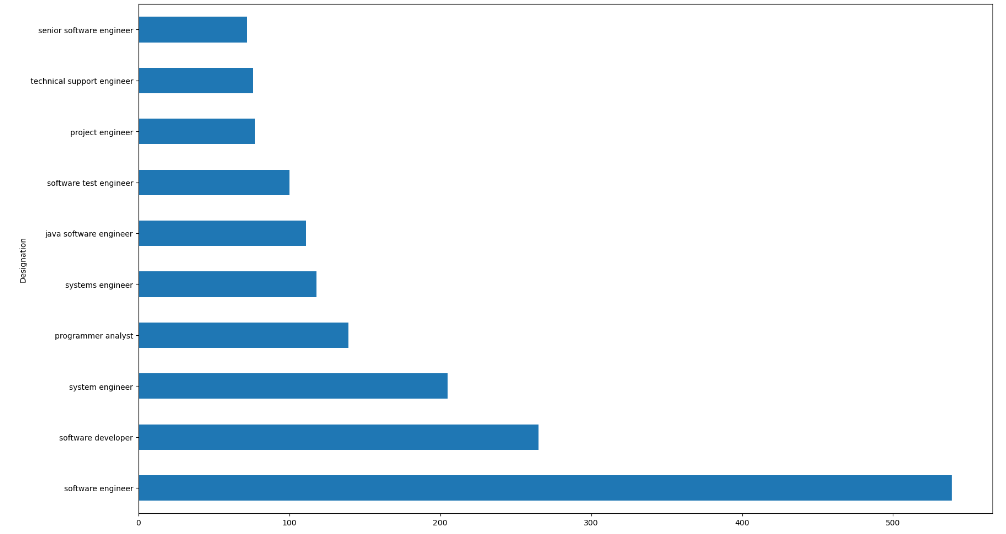 senior software engineer
technical support engineer
project engineer
software test engineer
java software engineer
systems engineer
programmer analyst
system engineer
software developer
software engineer
Designation
0 100 200 300 400 500